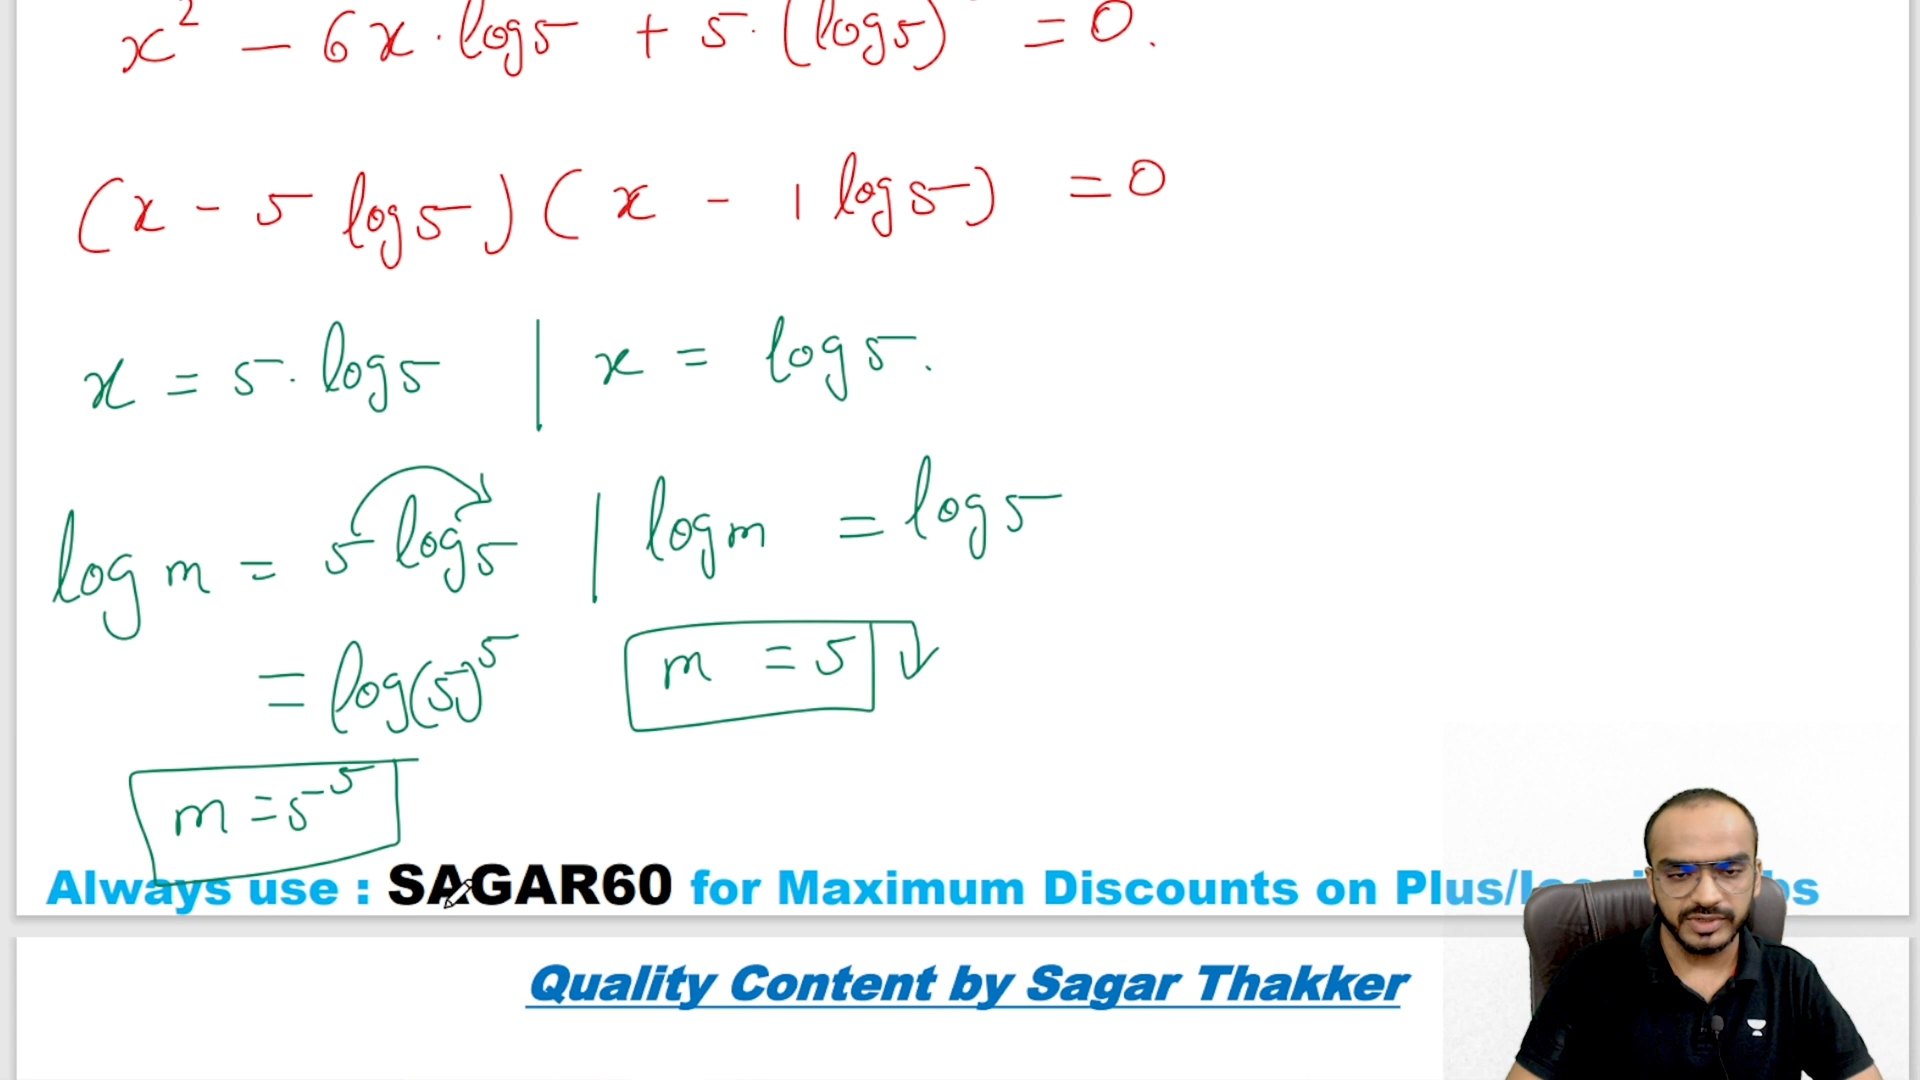 x² - 6x · log5 + 5 · (log5) = 0.
(x - 5 log5) (x - 1 log5) = 0
x = 5 · log5 | x = log5.
log m = 5 log5 | log m = log5
= log(5)⁵ m = 5
m = 5⁵
Always use : SAGAR60 for Maximum Discounts on Plus/
Quality Content by Sagar Thakker